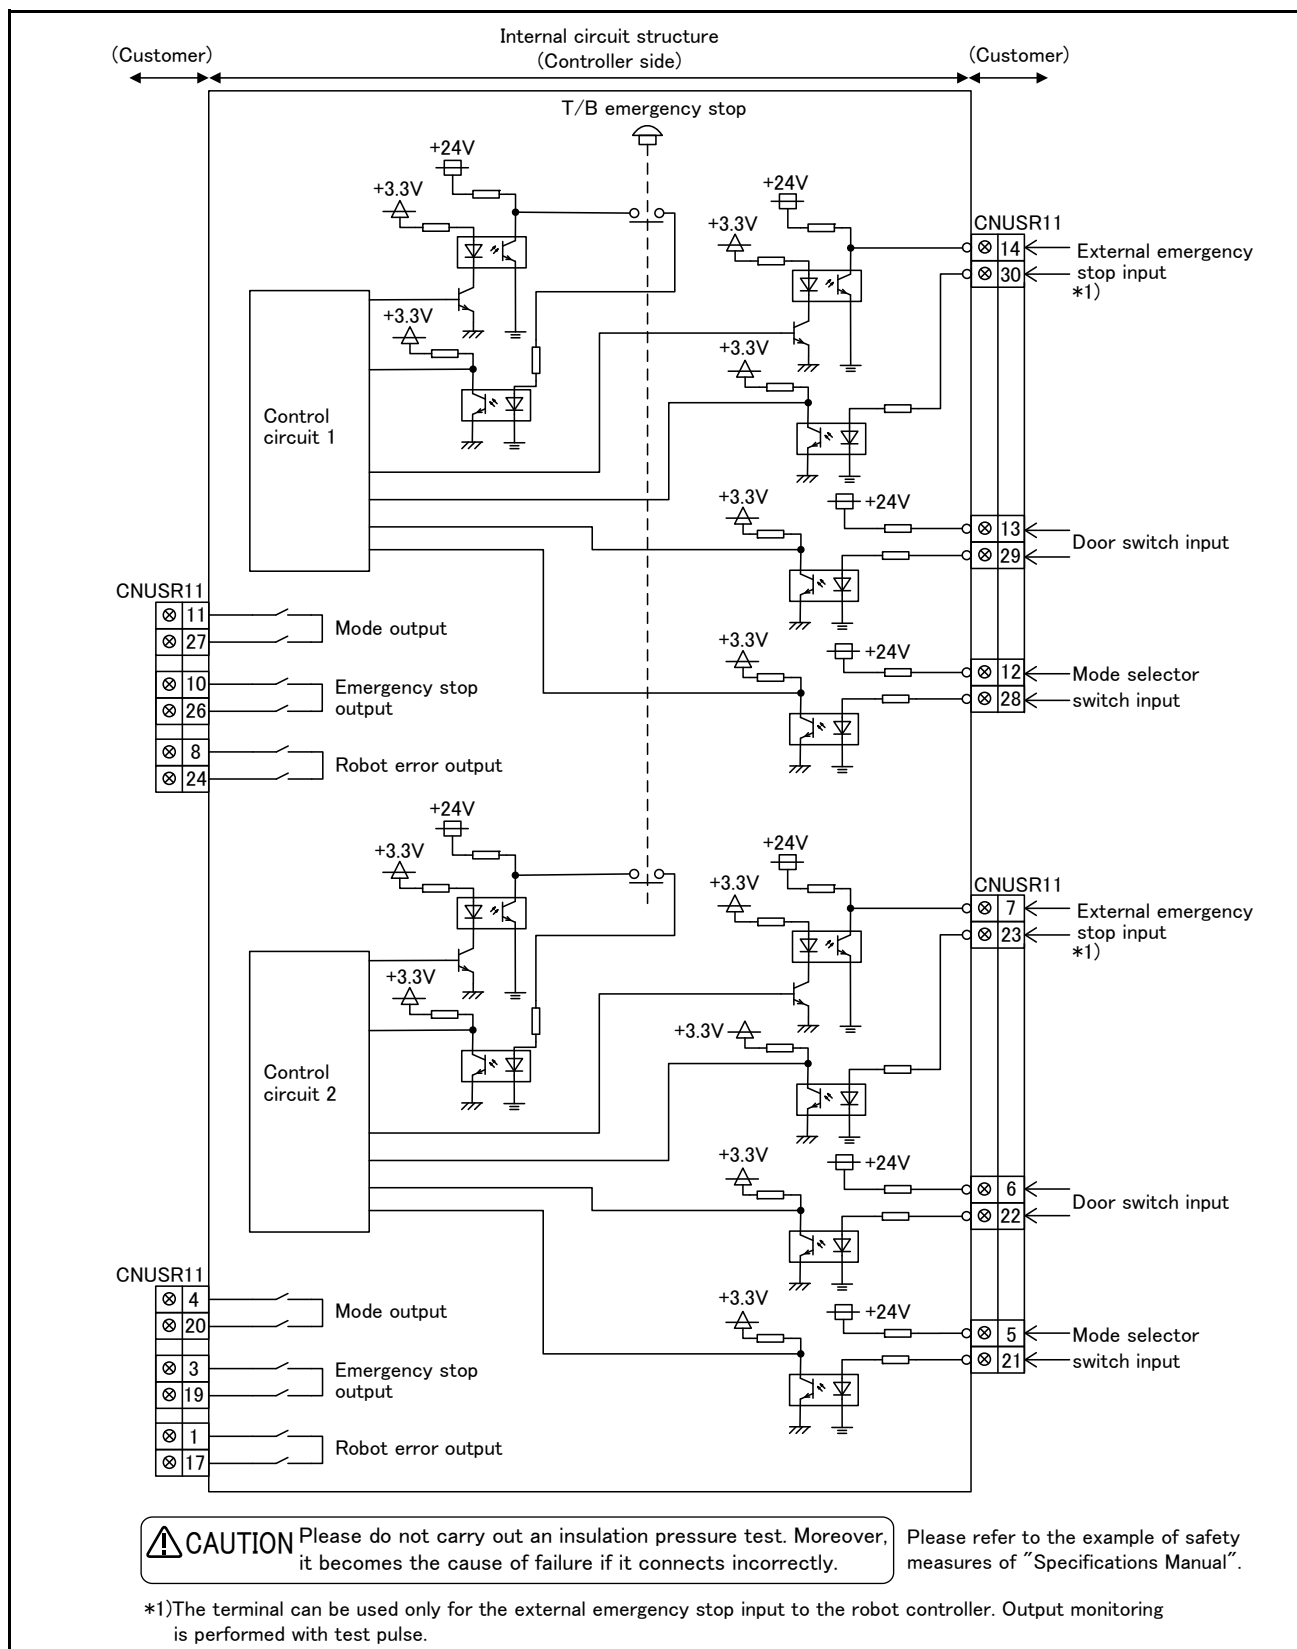 Internal circuit structure
(Controller side)
(Customer)
(Customer)
T/B emergency stop
+24V
+3.3V
+3.3V
Control
circuit 1
+24V
+3.3V
+3.3V
CNUSR11
14
30
External emergency
stop input
*1)
+3.3V
+24V
13
29
Door switch input
+3.3V
+24V
12
28
Mode selector
switch input
CNUSR11
11
27
Mode output
10
26
Emergency stop
output
8
24
Robot error output
+24V
+3.3V
+3.3V
Control
circuit 2
+24V
+3.3V
+3.3V
CNUSR11
7
23
External emergency
stop input
*1)
+3.3V
+24V
6
22
Door switch input
+3.3V
+24V
5
21
Mode selector
switch input
CNUSR11
4
20
Mode output
3
19
Emergency stop
output
1
17
Robot error output
CAUTION Please do not carry out an insulation pressure test. Moreover,
it becomes the cause of failure if it connects incorrectly.
Please refer to the example of safety
measures of "Specifications Manual".
*1)The terminal can be used only for the external emergency stop input to the robot controller. Output monitoring
is performed with test pulse.